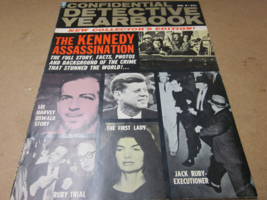 CONFIDENTIAL
DETECTIVE
YEARBOOK
NEW COLLECTOR'S EDITION!
THE KENNEDY
ASSASSINATION
THE FULL STORY, FACTS, PHOTOS
AND BACKGROUND OF THE CRIME
THAT STUNNED THE WORLD!...
LEE
HARVEY
OSWALD
STORY
THE FIRST LADY
JACK RUBY-
EXECUTIONER
RUBY TRIAL